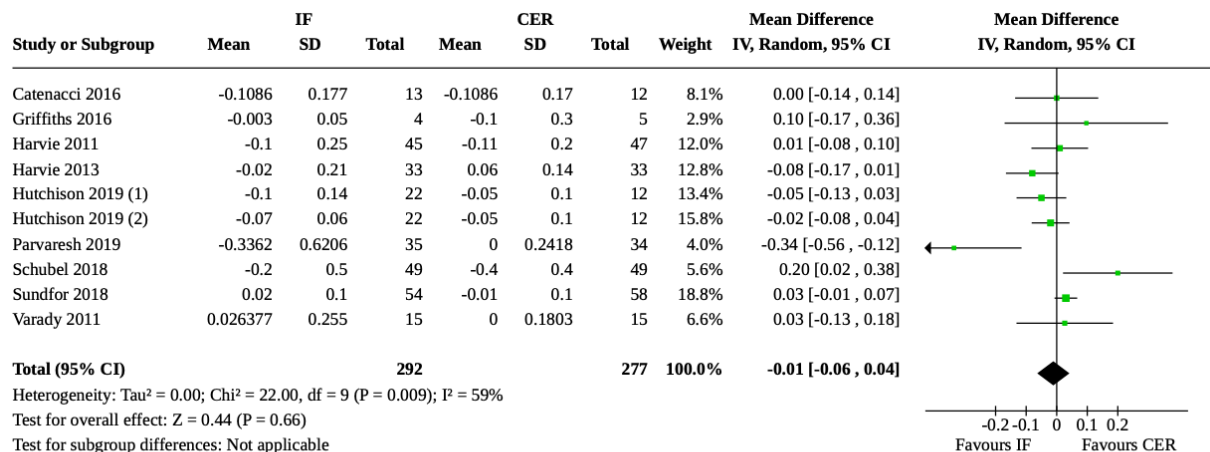 IF CER Mean Difference Mean Difference
Study or Subgroup Mean SD Total Mean SD Total Weight IV, Random, 95% CI IV, Random, 95% CI
Catenacci 2016 -0.1086 0.177 13 -0.1086 0.17 12 8.1% 0.00 [-0.14 , 0.14]
Griffiths 2016 -0.003 0.05 4 -0.1 0.3 5 2.9% 0.10 [-0.17 , 0.36]
Harvie 2011 -0.1 0.25 45 -0.11 0.2 47 12.0% 0.01 [-0.08 , 0.10]
Harvie 2013 -0.02 0.21 33 0.06 0.14 33 12.8% -0.08 [-0.17 , 0.01]
Hutchison 2019 (1) -0.1 0.14 22 -0.05 0.1 12 13.4% -0.05 [-0.13 , 0.03]
Hutchison 2019 (2) -0.07 0.06 22 -0.05 0.1 12 15.8% -0.02 [-0.08 , 0.04]
Parvaresh 2019 -0.3362 0.6206 35 0 0.2418 34 4.0% -0.34 [-0.56 , -0.12]
Schubel 2018 -0.2 0.5 49 -0.4 0.4 49 5.6% 0.20 [0.02 , 0.38]
Sundfor 2018 0.02 0.1 54 -0.01 0.1 58 18.8% 0.03 [-0.01 , 0.07]
Varady 2011 0.026377 0.255 15 0 0.1803 15 6.6% 0.03 [-0.13 , 0.18]
Total (95% CI) 292 277 100.0% -0.01 [-0.06 , 0.04]
Heterogeneity: Tau² = 0.00; Chi² = 22.00, df = 9 (P = 0.009); I² = 59%
Test for overall effect: Z = 0.44 (P = 0.66)
Test for subgroup differences: Not applicable
-0.2 -0.1 0 0.1 0.2
Favours IF Favours CER